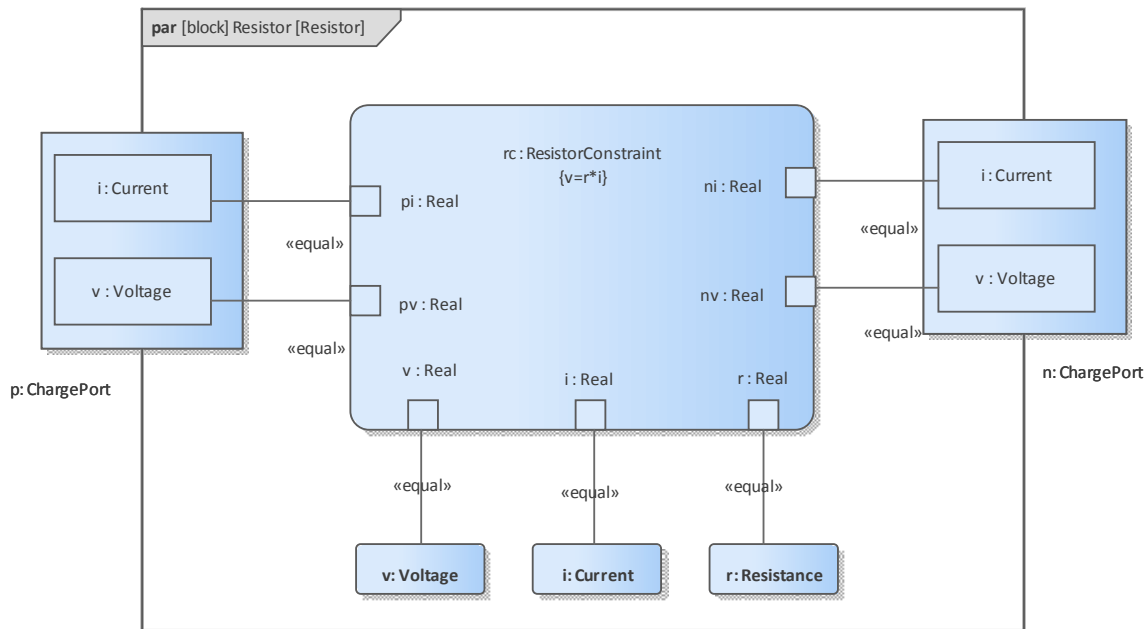 par [block] Resistor [Resistor]
rc : ResistorConstraint
{v=r*i}
i : Current
pi : Real
ni : Real
i : Current
«equal»
«equal»
v : Voltage
pv : Real
nv : Real
v : Voltage
«equal»
«equal»
p: ChargePort
n: ChargePort
v : Real
i : Real
r : Real
«equal»
«equal»
«equal»
v: Voltage
i: Current
r: Resistance